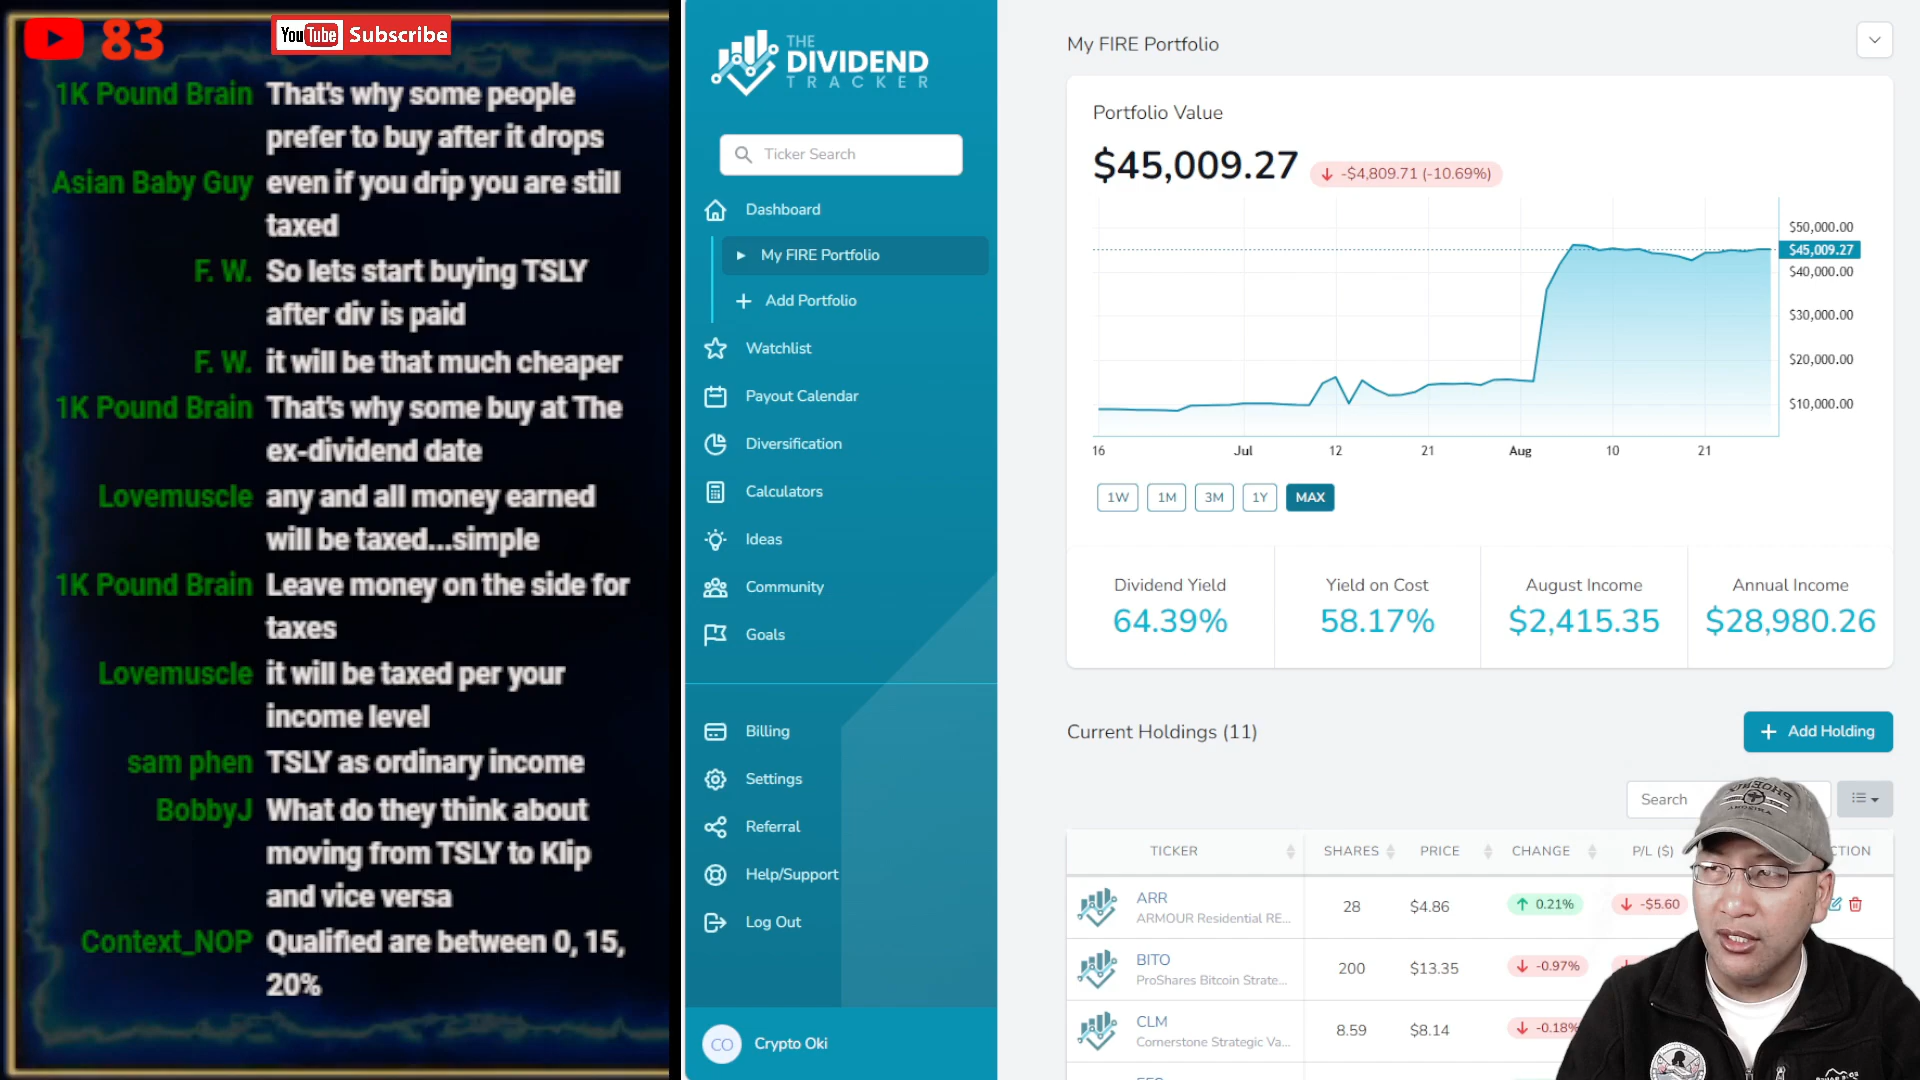 83
YouTube Subscribe
1K Pound Brain That's why some people
prefer to buy after it drops
Asian Baby Guy even if you drip you are still
taxed
F. W. So lets start buying TSLY
after div is paid
F. W. it will be that much cheaper
1K Pound Brain That's why some buy at The
ex-dividend date
Lovemuscle any and all money earned
will be taxed...simple
1K Pound Brain Leave money on the side for
taxes
Lovemuscle it will be taxed per your
income level
sam phen TSLY as ordinary income
BobbyJ What do they think about
moving from TSLY to Klip
and vice versa
Context_NOP Qualified are between 0, 15,
20%
THE
DIVIDEND
TRACKER
Ticker Search
Dashboard
My FIRE Portfolio
Add Portfolio
Watchlist
Payout Calendar
Diversification
Calculators
Ideas
Community
Goals
Billing
Settings
Referral
Help/Support
Log Out
CO Crypto Oki
My FIRE Portfolio
Portfolio Value
$45,009.27 -$4,809.71 (-10.69%)
$50,000.00
$45,009.27
$40,000.00
$30,000.00
$20,000.00
$10,000.00
16 Jul 12 21 Aug 10 21
1W 1M 3M 1Y MAX
Dividend Yield Yield on Cost August Income Annual Income
64.39% 58.17% $2,415.35 $28,980.26
Current Holdings (11) + Add Holding
Search
TICKER SHARES PRICE CHANGE P/L ($) CTION
ARR 28 $4.86 0.21% -$5.60
ARMOUR Residential RE...
BITO 200 $13.35 -0.97%
ProShares Bitcoin Strate...
CLM 8.59 $8.14 -0.18%
Cornerstone Strategic Va...
PHOENIX